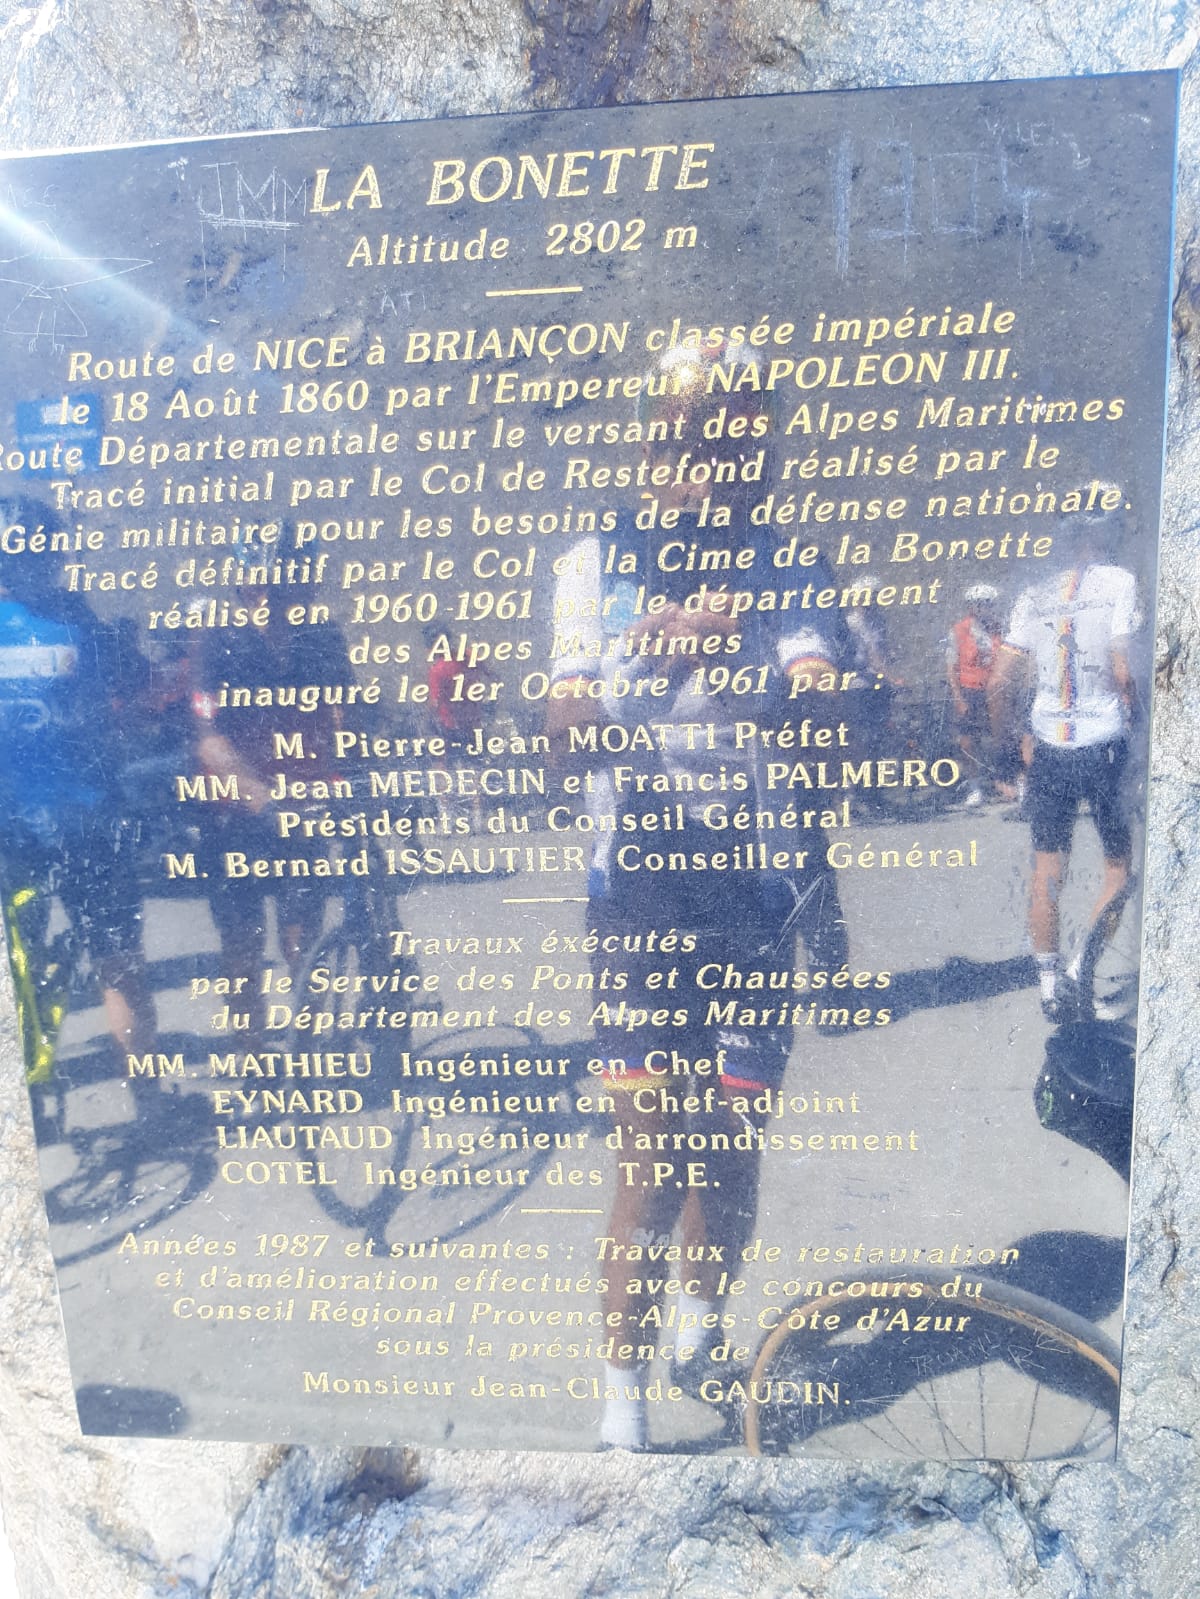 LA BONETTE
Altitude 2802 m
Route de NICE à BRIANÇON classée impériale
le 18 Août 1860 par l'Empereur NAPOLEON III.
Route Départementale sur le versant des Alpes Maritimes
Tracé initial par le Col de Restefond réalisé par le
Génie militaire pour les besoins de la défense nationale.
Tracé définitif par le Col et la Cime de la Bonette
réalisé en 1960-1961 par le département
des Alpes Maritimes
inauguré le 1er Octobre 1961 par :
M. Pierre-Jean MOATTI Préfet
MM. Jean MEDECIN et Francis PALMERO
Présidents du Conseil Général
M. Bernard ISSAUTIER Conseiller Général
Travaux éxécutés
par le Service des Ponts et Chaussées
du Département des Alpes Maritimes
MM. MATHIEU Ingénieur en Chef
EYNARD Ingénieur en Chef-adjoint
LIAUTAUD Ingénieur d'arrondissement
COTEL Ingénieur des T.P.E.
Années 1987 et suivantes : Travaux de restauration
et d'amélioration effectués avec le concours du
Conseil Régional Provence-Alpes-Côte d'Azur
sous la présidence de
Monsieur Jean-Claude GAUDIN.